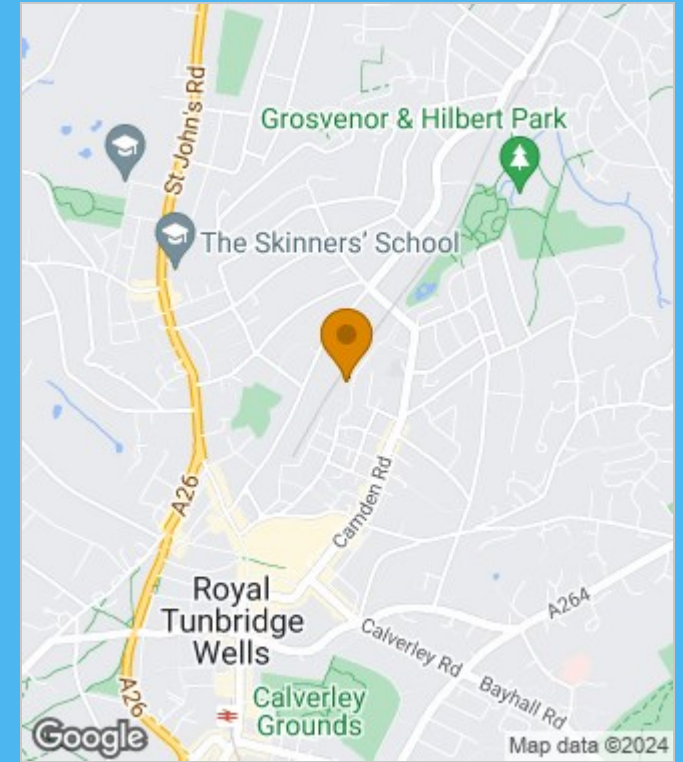 St John's Rd
Grosvenor & Hilbert Park
The Skinners' School
A26
Camden Rd
Royal
Tunbridge
Wells
A264
Calverley Rd
Bayhall Rd
A26
Calverley
Grounds
Google
Map data ©2024